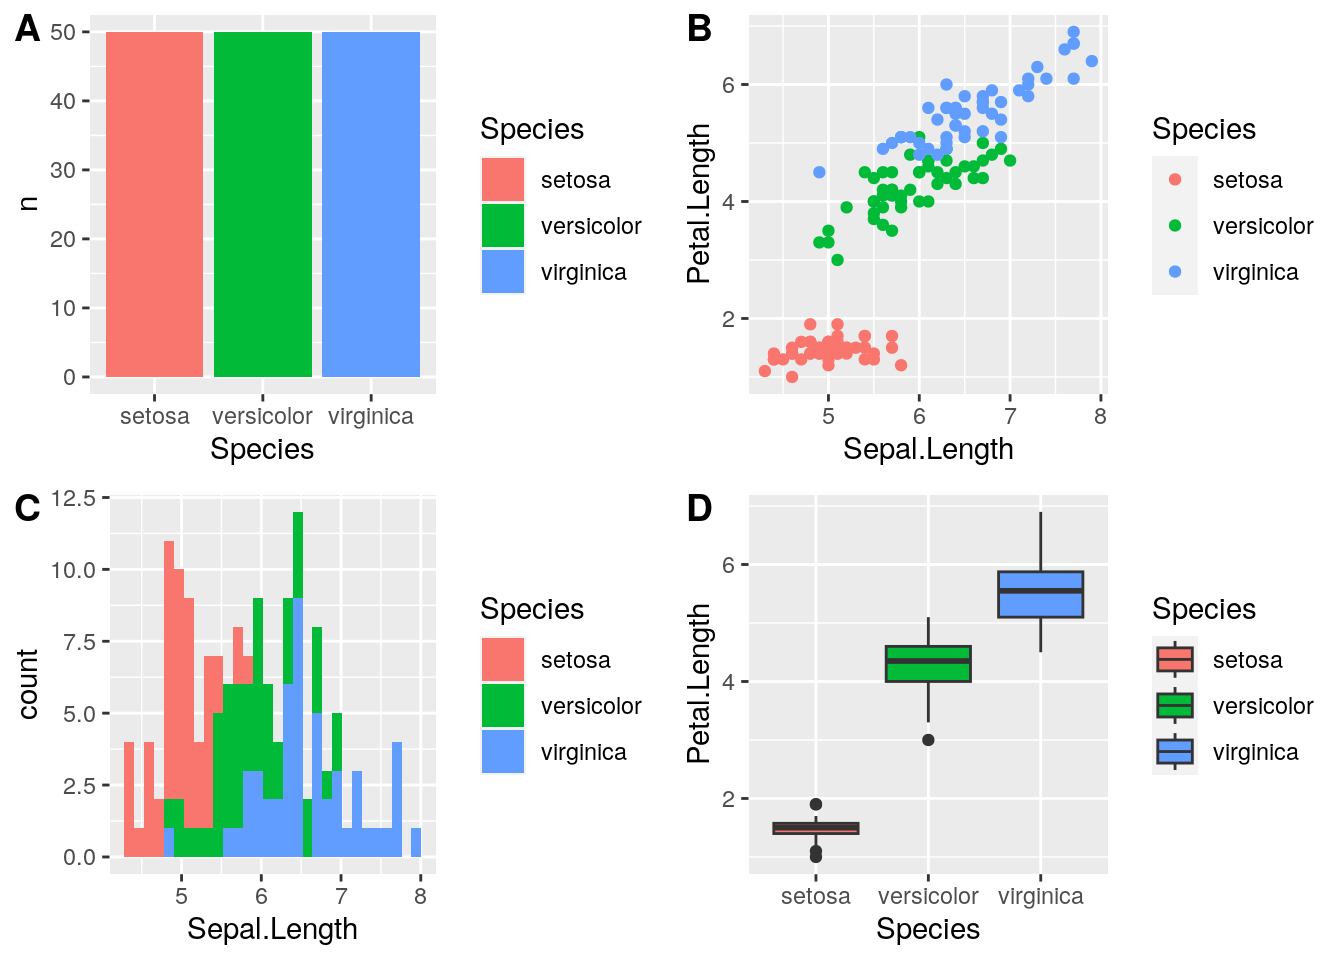 A
50
40
30
20
10
0
n
setosa versicolor virginica
Species
Species
setosa
versicolor
virginica
B
6
4
2
Petal.Length
5 6 7 8
Sepal.Length
Species
setosa
versicolor
virginica
C
12.5
10.0
7.5
5.0
2.5
0.0
count
5 6 7 8
Sepal.Length
Species
setosa
versicolor
virginica
D
6
4
2
Petal.Length
setosa versicolor virginica
Species
Species
setosa
versicolor
virginica